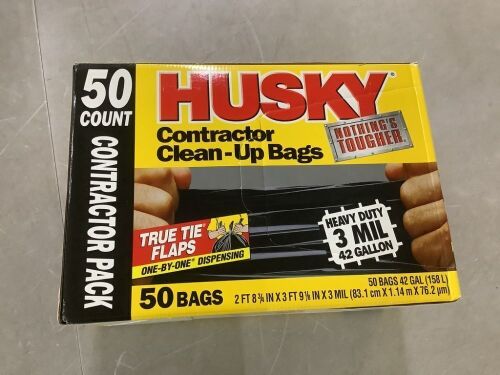 50
COUNT
CONTRACTOR PACK
HUSKY®
Contractor
Clean-Up Bags
NOTHING'S
TOUGHER
TRUE TIE
FLAPS
ONE-BY-ONE® DISPENSING
HEAVY DUTY
3 MIL
42 GALLON
50 BAGS 42 GAL (158 L)
50 BAGS
2 FT 8 3/4 IN X 3 FT 9 1/8 IN X 3 MIL (83.1 cm X 1.14 m X 76.2 µm)